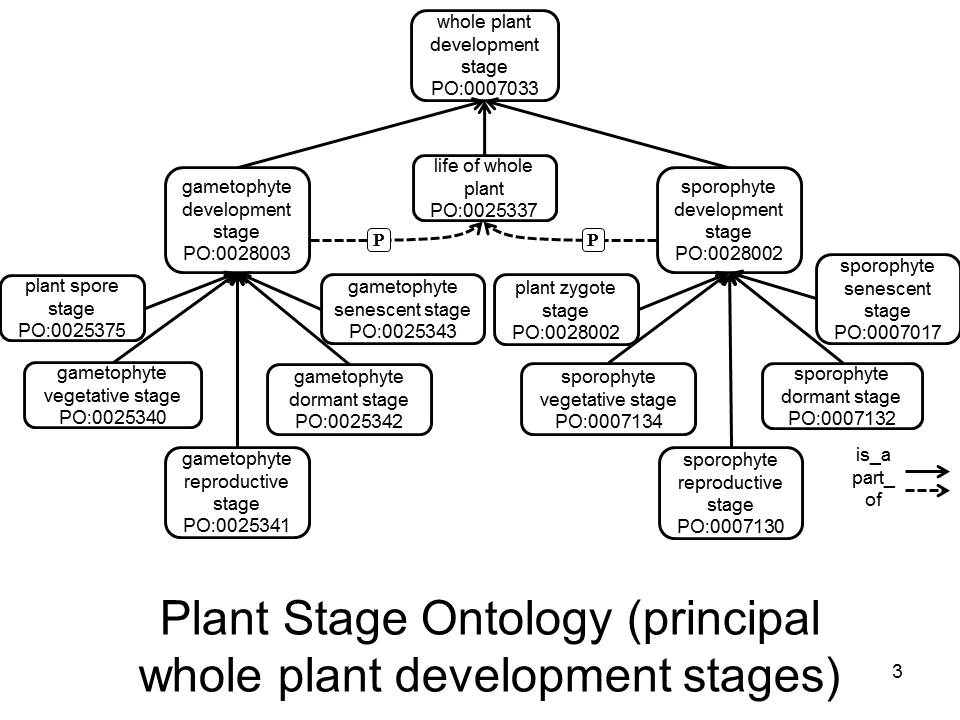 whole plant
development
stage
PO:0007033
life of whole
plant
PO:0025337
gametophyte
development
stage
PO:0028003
sporophyte
development
stage
PO:0028002
P
P
plant spore
stage
PO:0025375
gametophyte
senescent stage
PO:0025343
plant zygote
stage
PO:0028002
sporophyte
senescent
stage
PO:0007017
gametophyte
vegetative stage
PO:0025340
gametophyte
dormant stage
PO:0025342
sporophyte
vegetative stage
PO:0007134
sporophyte
dormant stage
PO:0007132
gametophyte
reproductive
stage
PO:0025341
sporophyte
reproductive
stage
PO:0007130
is_a
part_
of
Plant Stage Ontology (principal
whole plant development stages)
3